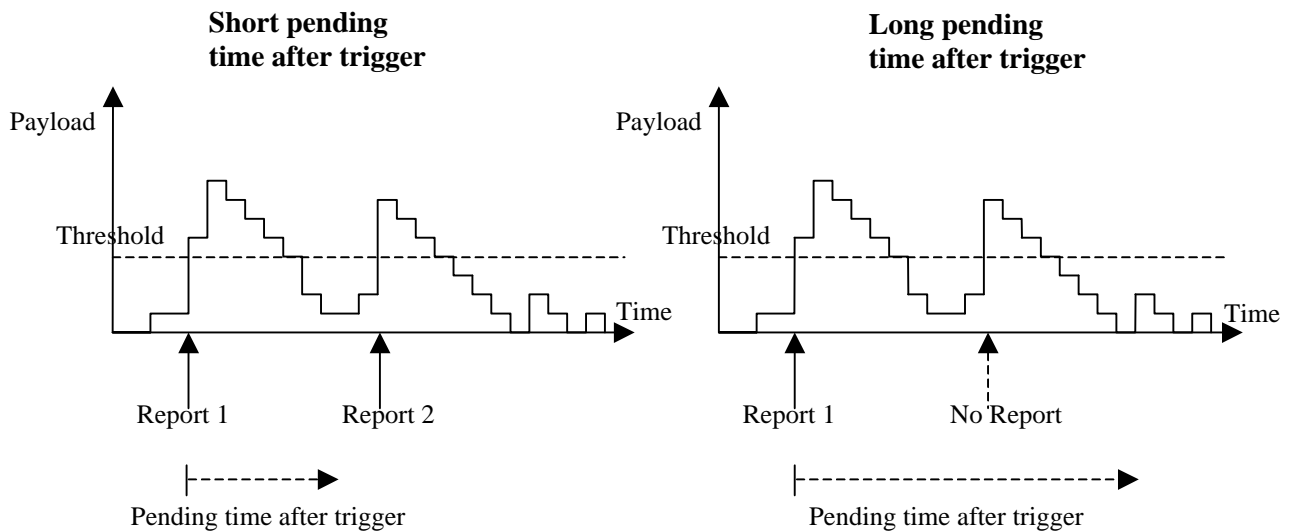 Short pending
time after trigger
Payload
Threshold
Time
Report 1
Report 2
Pending time after trigger
Long pending
time after trigger
Payload
Threshold
Time
Report 1
No Report
Pending time after trigger